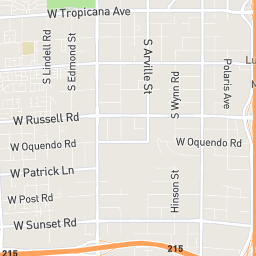 W Tropicana Ave
S Lindell Rd
S Edmond St
S Arville St
S Wynn Rd
Polaris Ave
Lu
W Russell Rd
W Oquendo Rd
W Oquendo Rd
W Patrick Ln
Hinson St
W Post Rd
W Sunset Rd
215
215